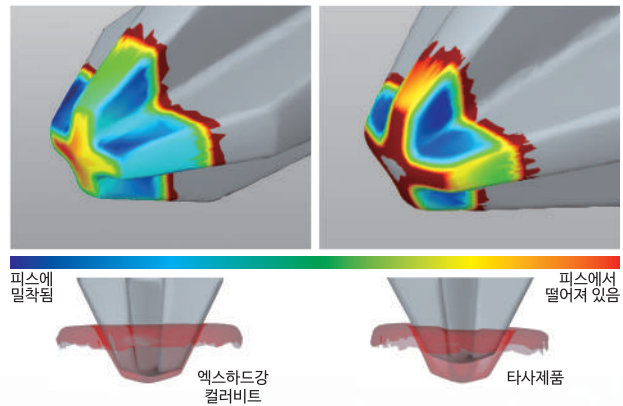 피스에
밀착됨
피스에서
떨어져 있음
엑스하드강
컬러비트
타사제품